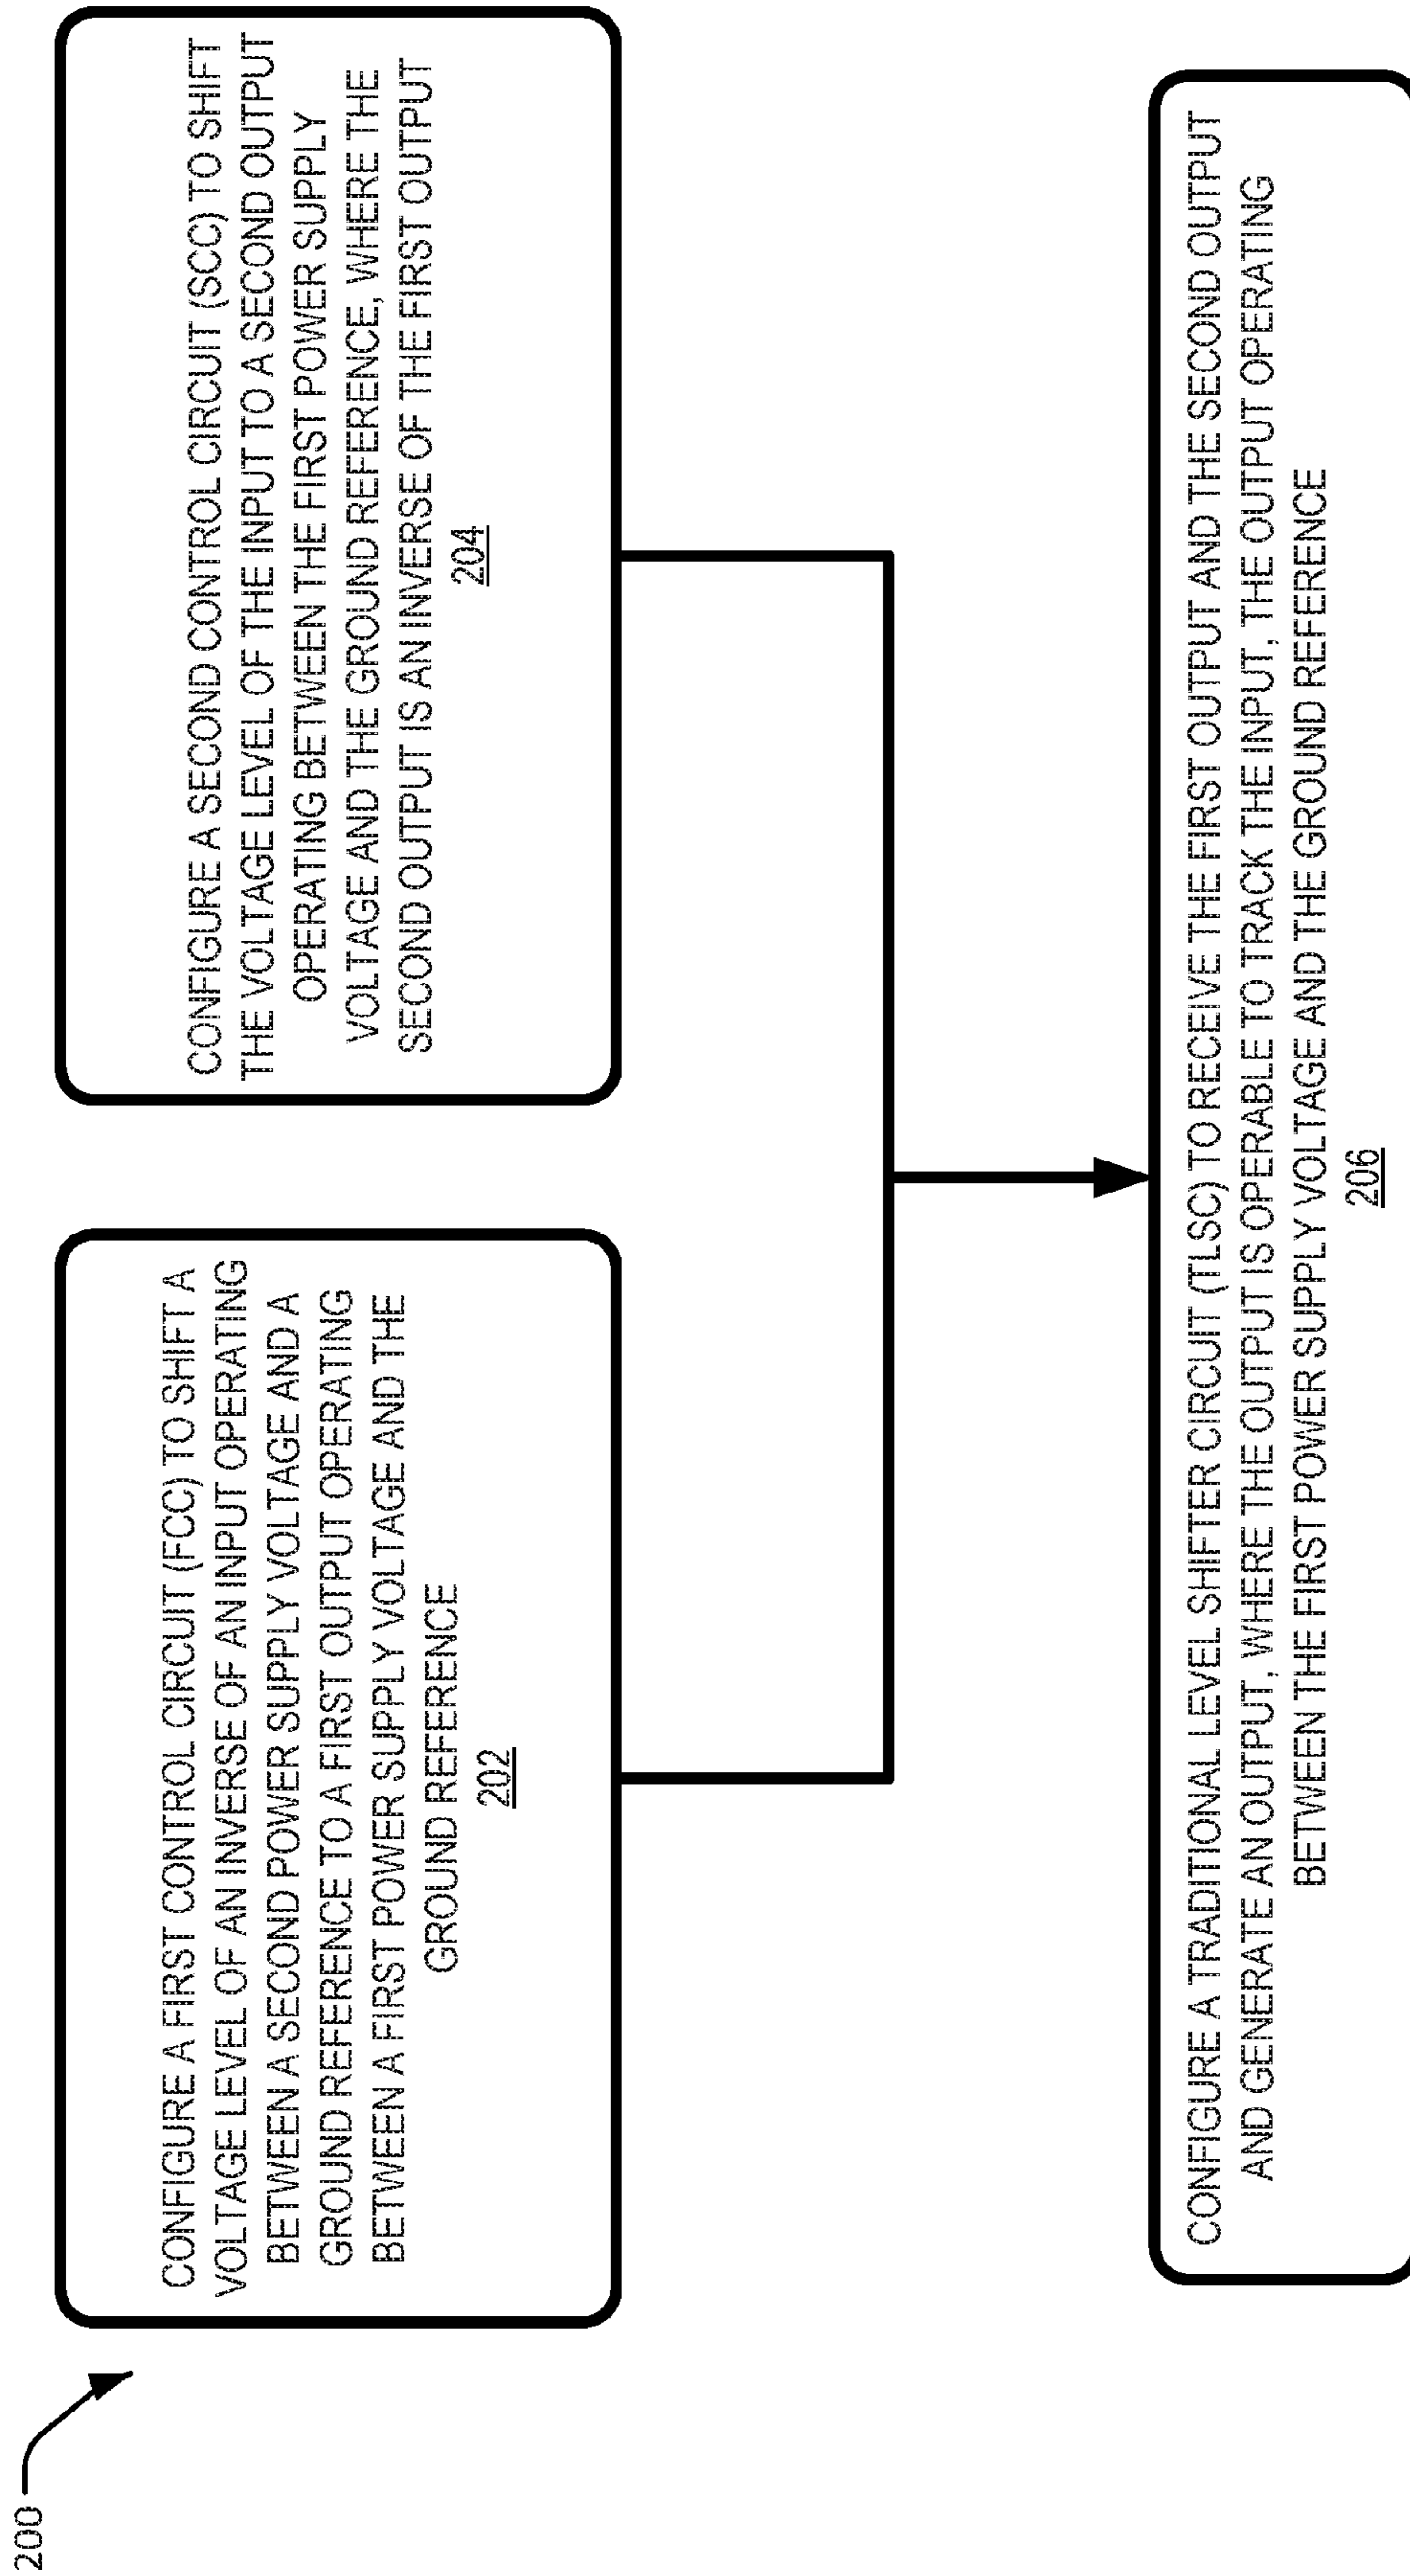 200
CONFIGURE A FIRST CONTROL CIRCUIT (FCC) TO SHIFT A
VOLTAGE LEVEL OF AN INVERSE OF AN INPUT OPERATING
BETWEEN A SECOND POWER SUPPLY VOLTAGE AND A
GROUND REFERENCE TO A FIRST OUTPUT OPERATING
BETWEEN A FIRST POWER SUPPLY VOLTAGE AND THE
GROUND REFERENCE
202
CONFIGURE A SECOND CONTROL CIRCUIT (SCC) TO SHIFT
THE VOLTAGE LEVEL OF THE INPUT TO A SECOND OUTPUT
OPERATING BETWEEN THE FIRST POWER SUPPLY
VOLTAGE AND THE GROUND REFERENCE, WHERE THE
SECOND OUTPUT IS AN INVERSE OF THE FIRST OUTPUT
204
CONFIGURE A TRADITIONAL LEVEL SHIFTER CIRCUIT (TLSC) TO RECEIVE THE FIRST OUTPUT AND THE SECOND OUTPUT
AND GENERATE AN OUTPUT, WHERE THE OUTPUT IS OPERABLE TO TRACK THE INPUT, THE OUTPUT OPERATING
BETWEEN THE FIRST POWER SUPPLY VOLTAGE AND THE GROUND REFERENCE
206